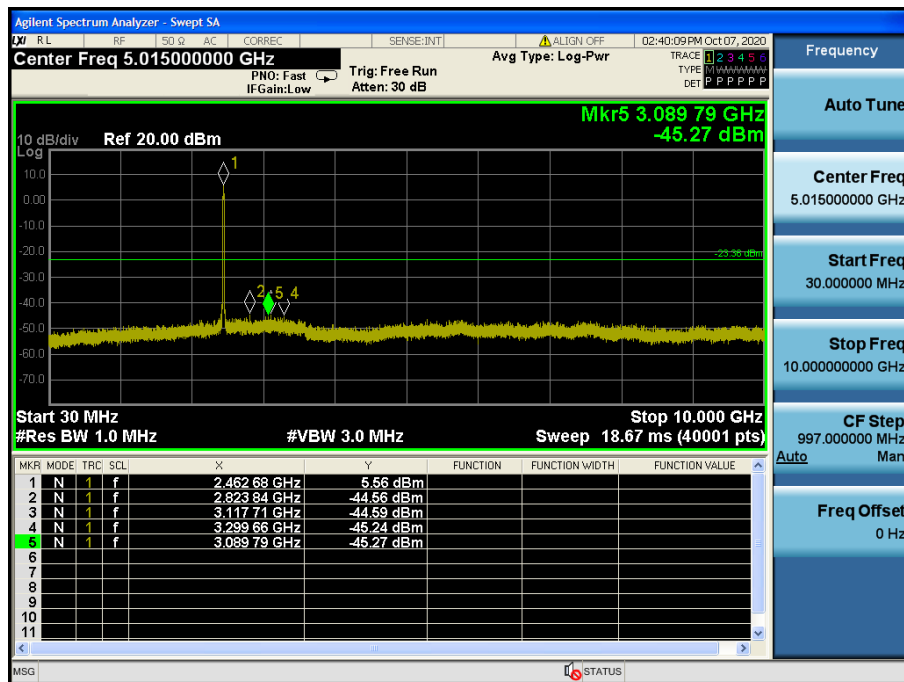 Agilent Spectrum Analyzer - Swept SA
LXI RL RF 50 Ω AC CORREC SENSE:INT ALIGN OFF 02:40:09 PM Oct 07, 2020
Center Freq 5.015000000 GHz
PNO: Fast
IFGain:Low
Trig: Free Run
Atten: 30 dB
Avg Type: Log-Pwr
TRACE 1 2 3 4 5 6
TYPE M WWWWW
DET P P P P P P
Frequency
Auto Tune
Center Freq
5.015000000 GHz
Start Freq
30.000000 MHz
Stop Freq
10.000000000 GHz
CF Step
997.000000 MHz
Auto Man
Freq Offset
0 Hz
Mkr5 3.089 79 GHz
-45.27 dBm
10 dB/div Ref 20.00 dBm
Log
10.0
0.00
-10.0
-20.0
-30.0
-40.0
-50.0
-60.0
-70.0
1
-23.36 dBm
2 5 4
Start 30 MHz Stop 10.000 GHz
#Res BW 1.0 MHz #VBW 3.0 MHz Sweep 18.67 ms (40001 pts)
MKR MODE TRC SCL X Y FUNCTION FUNCTION WIDTH FUNCTION VALUE
1 N 1 f 2.462 68 GHz 5.56 dBm
2 N 1 f 2.823 84 GHz -44.56 dBm
3 N 1 f 3.117 71 GHz -44.59 dBm
4 N 1 f 3.299 66 GHz -45.24 dBm
5 N 1 f 3.089 79 GHz -45.27 dBm
6
7
8
9
10
11
MSG STATUS